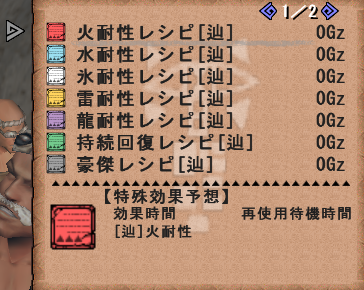 1/2
火耐性レシピ[辿] 0Gz
水耐性レシピ[辿] 0Gz
氷耐性レシピ[辿] 0Gz
雷耐性レシピ[辿] 0Gz
龍耐性レシピ[辿] 0Gz
持続回復レシピ[辿] 0Gz
豪傑レシピ[辿] 0Gz
【特殊効果予想】
効果時間 再使用待機時間
[辿]火耐性